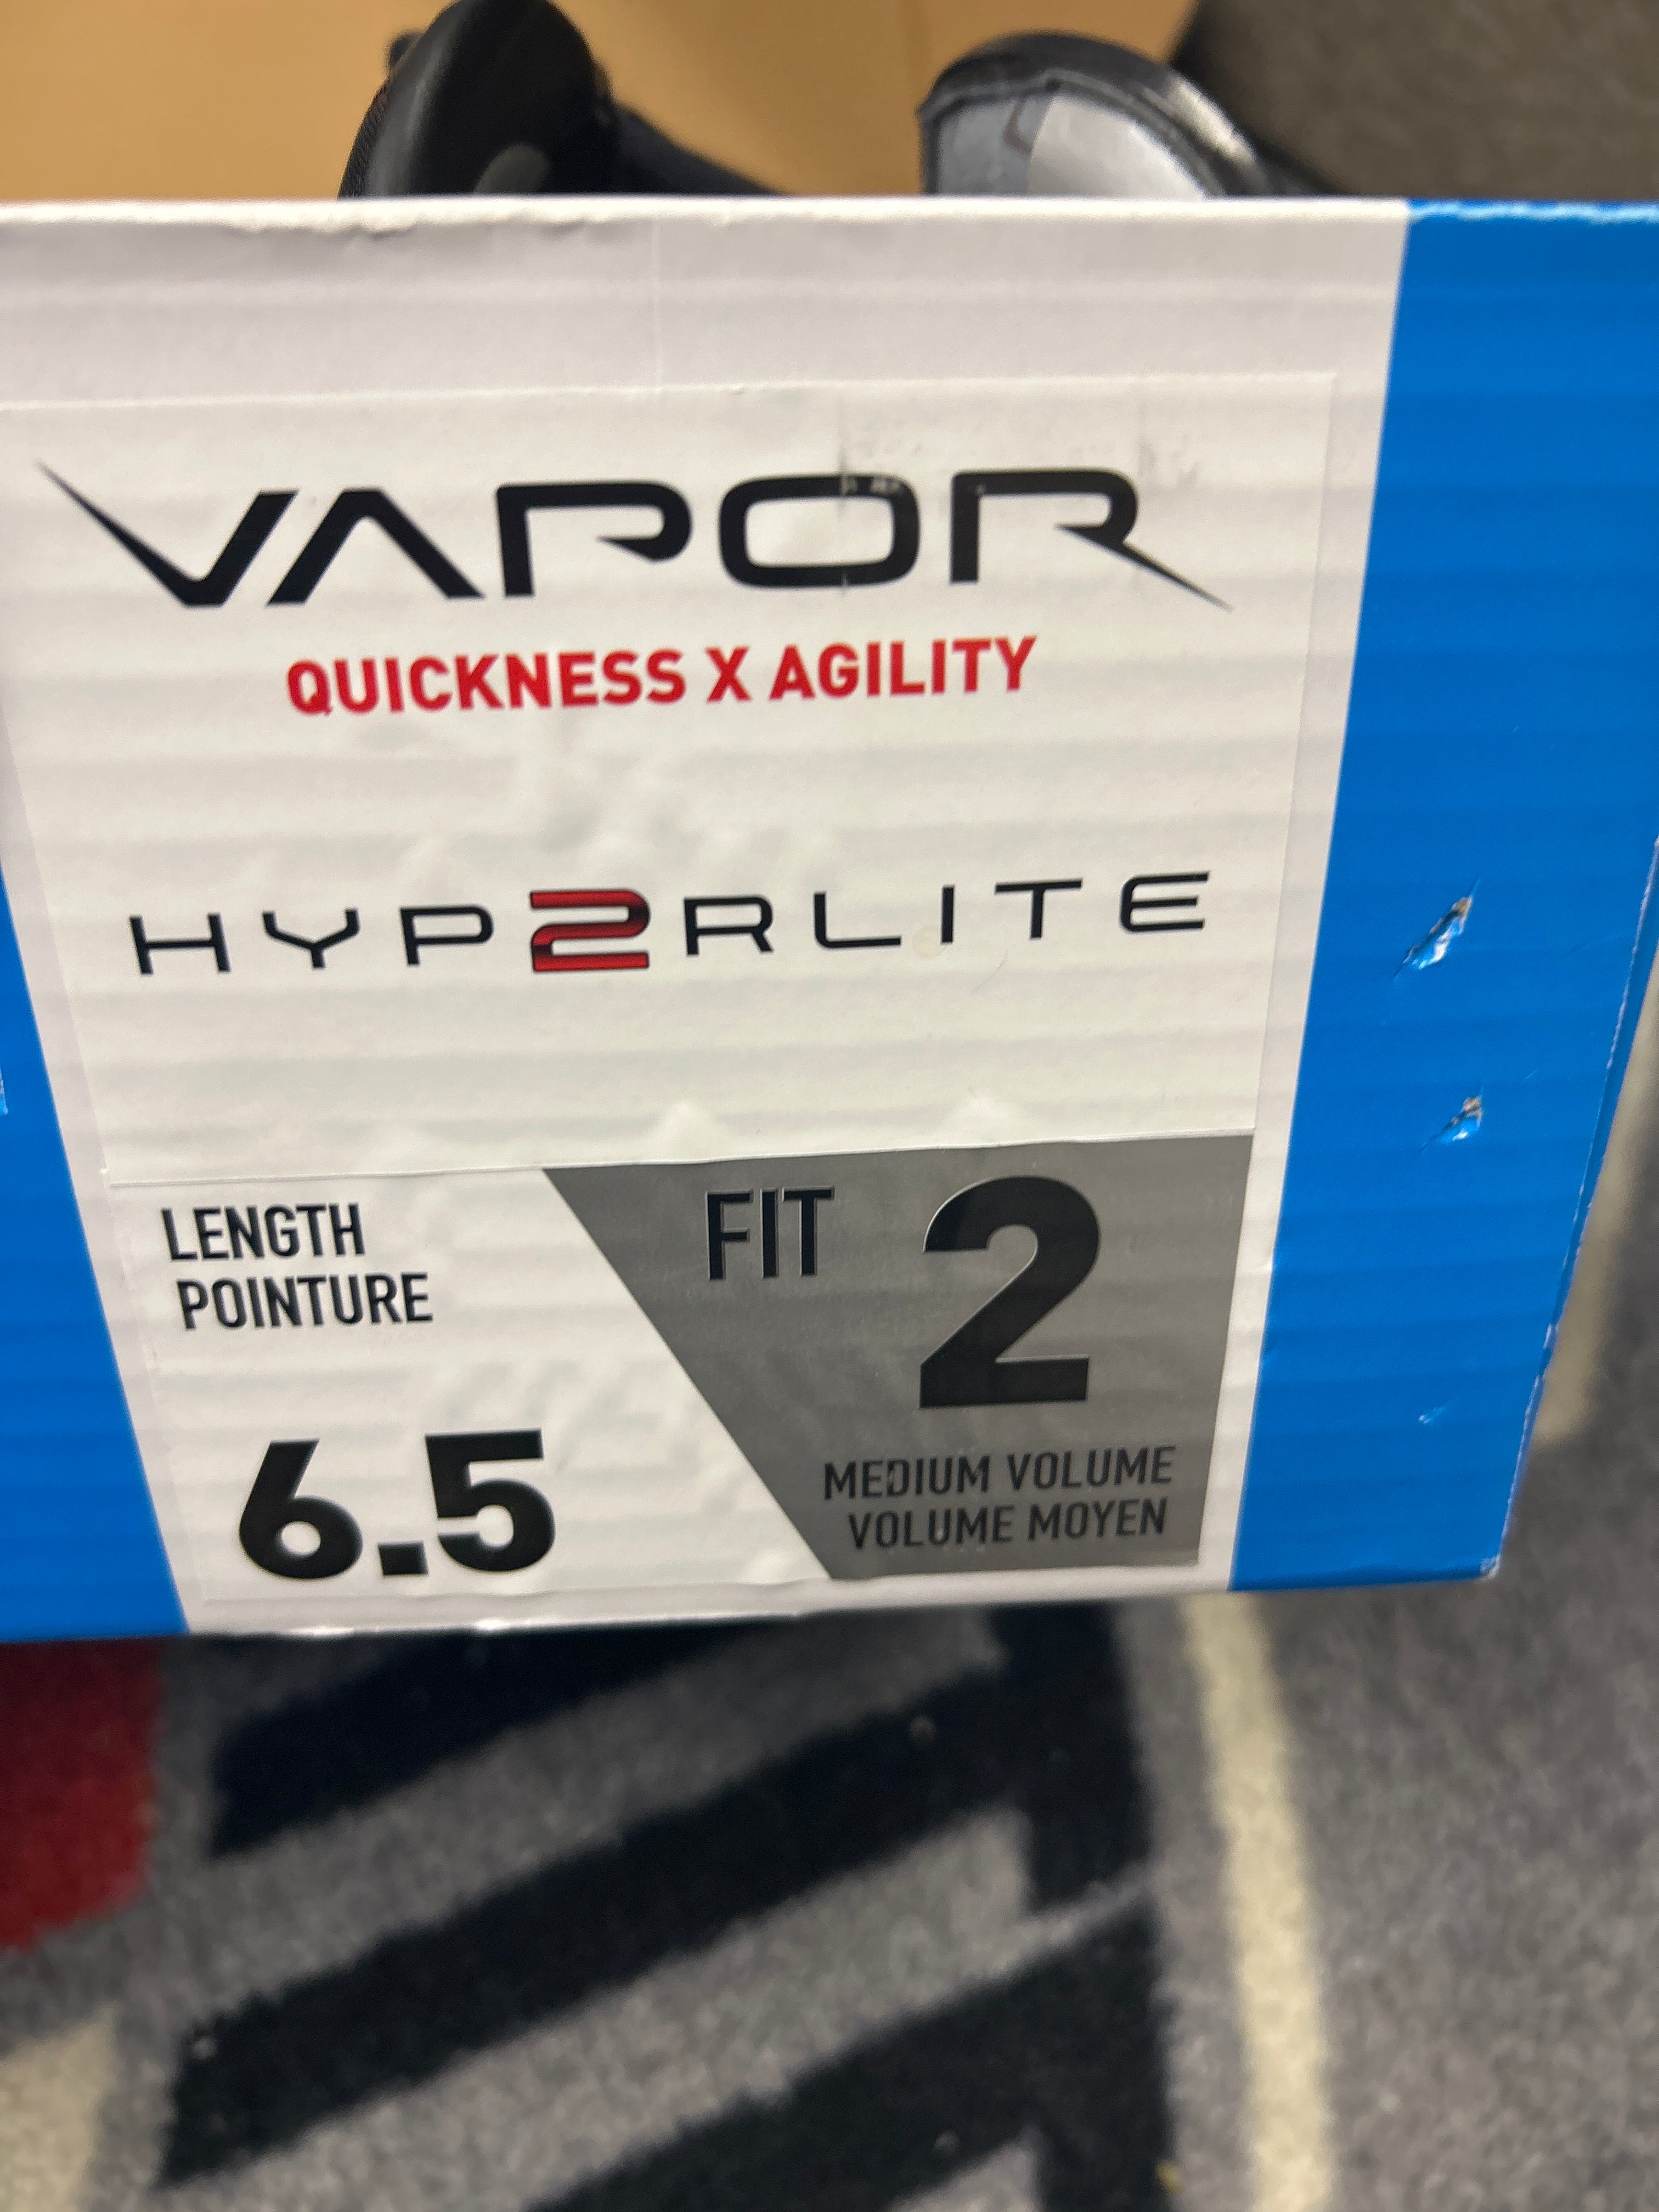 VAPOR
QUICKNESS X AGILITY
HYP2RLITE
LENGTH
POINTURE
6.5
FIT 2
MEDIUM VOLUME
VOLUME MOYEN